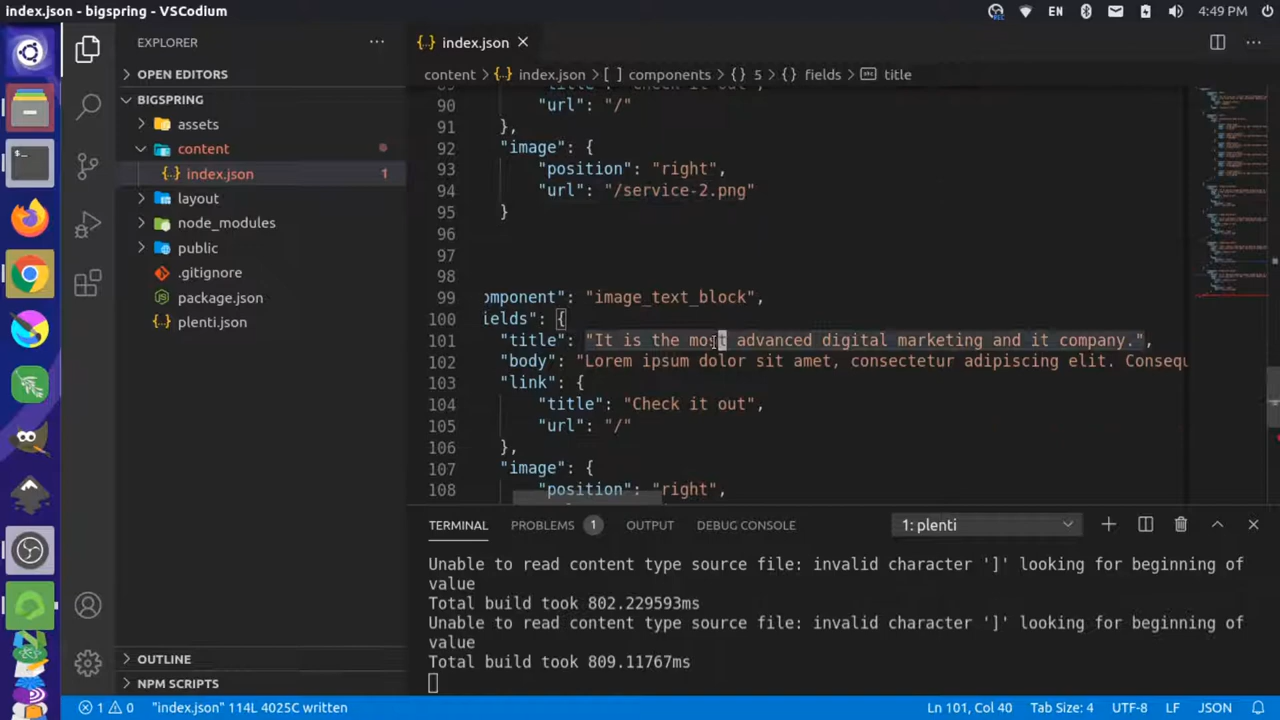 index.json - bigspring - VSCodium
EN
4:49 PM
EXPLORER
OPEN EDITORS
BIGSPRING
assets
content
index.json 1
layout
node_modules
public
.gitignore
package.json
plenti.json
OUTLINE
NPM SCRIPTS
index.json
content > index.json > [ ] components > {} 5 > {} fields > title
89 "title": "Check it out",
90 "url": "/"
91 },
92 "image": {
93 "position": "right",
94 "url": "/service-2.png"
95 }
96
97
98
99 omponent": "image_text_block",
100 ields": {
101 "title": "It is the most advanced digital marketing and it company.",
102 "body": "Lorem ipsum dolor sit amet, consectetur adipiscing elit. Consequ
103 "link": {
104 "title": "Check it out",
105 "url": "/"
106 },
107 "image": {
108 "position": "right",
TERMINAL PROBLEMS 1 OUTPUT DEBUG CONSOLE 1: plenti
Unable to read content type source file: invalid character ']' looking for beginning of
value
Total build took 802.229593ms
Unable to read content type source file: invalid character ']' looking for beginning of
value
Total build took 809.11767ms
1 0 "index.json" 114L 4025C written Ln 101, Col 40 Tab Size: 4 UTF-8 LF JSON